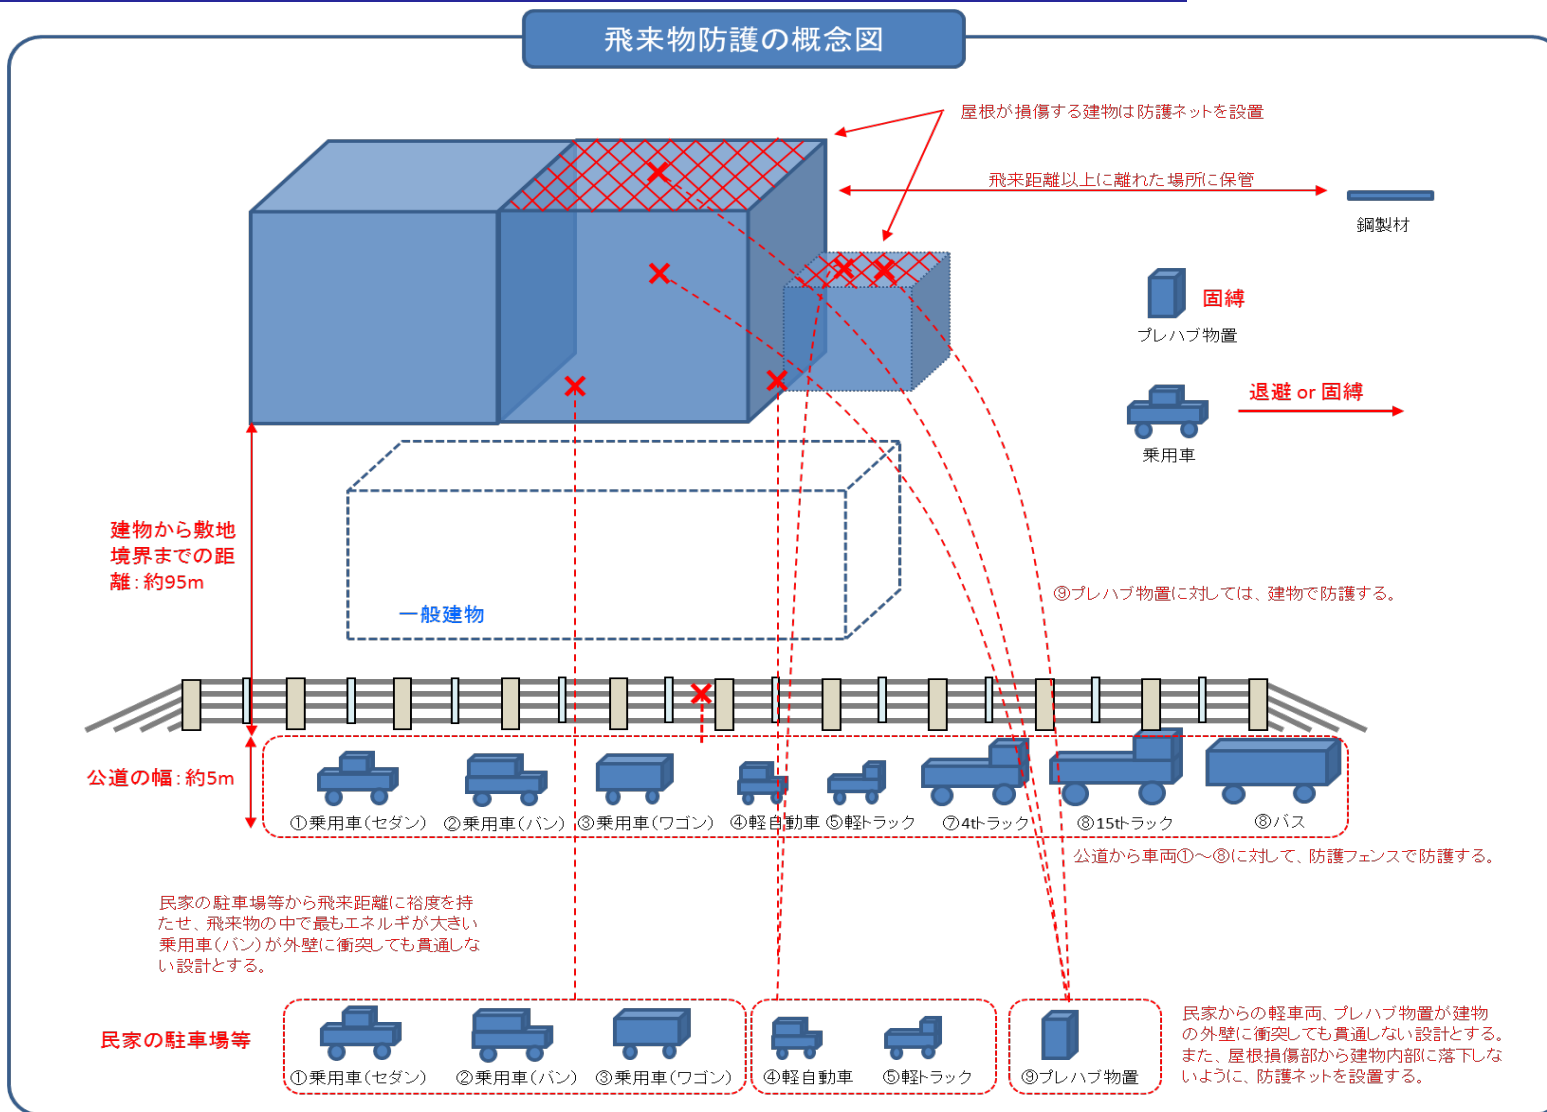 飛来物防護の概念図
屋根が損傷する建物は防護ネットを設置
飛来距離以上に離れた場所に保管
鋼製材
固縛
プレハブ物置
退避 or 固縛
乗用車
建物から敷地
境界までの距
離：約95m
一般建物
⑨プレハブ物置に対しては、建物で防護する。
公道の幅：約5m
①乗用車（セダン）
②乗用車（バン）
③乗用車（ワゴン）
④軽自動車
⑤軽トラック
⑦4tトラック
⑧15tトラック
⑧バス
公道から車両①～⑧に対して、防護フェンスで防護する。
民家の駐車場等から飛来距離に裕度を持
たせ、飛来物の中で最もエネルギが大きい
乗用車（バン）が外壁に衝突しても貫通しな
い設計とする。
民家の駐車場等
①乗用車（セダン）
②乗用車（バン）
③乗用車（ワゴン）
④軽自動車
⑤軽トラック
⑨プレハブ物置
民家からの軽車両、プレハブ物置が建物
の外壁に衝突しても貫通しない設計とする。
また、屋根損傷部から建物内部に落下しな
いように、防護ネットを設置する。